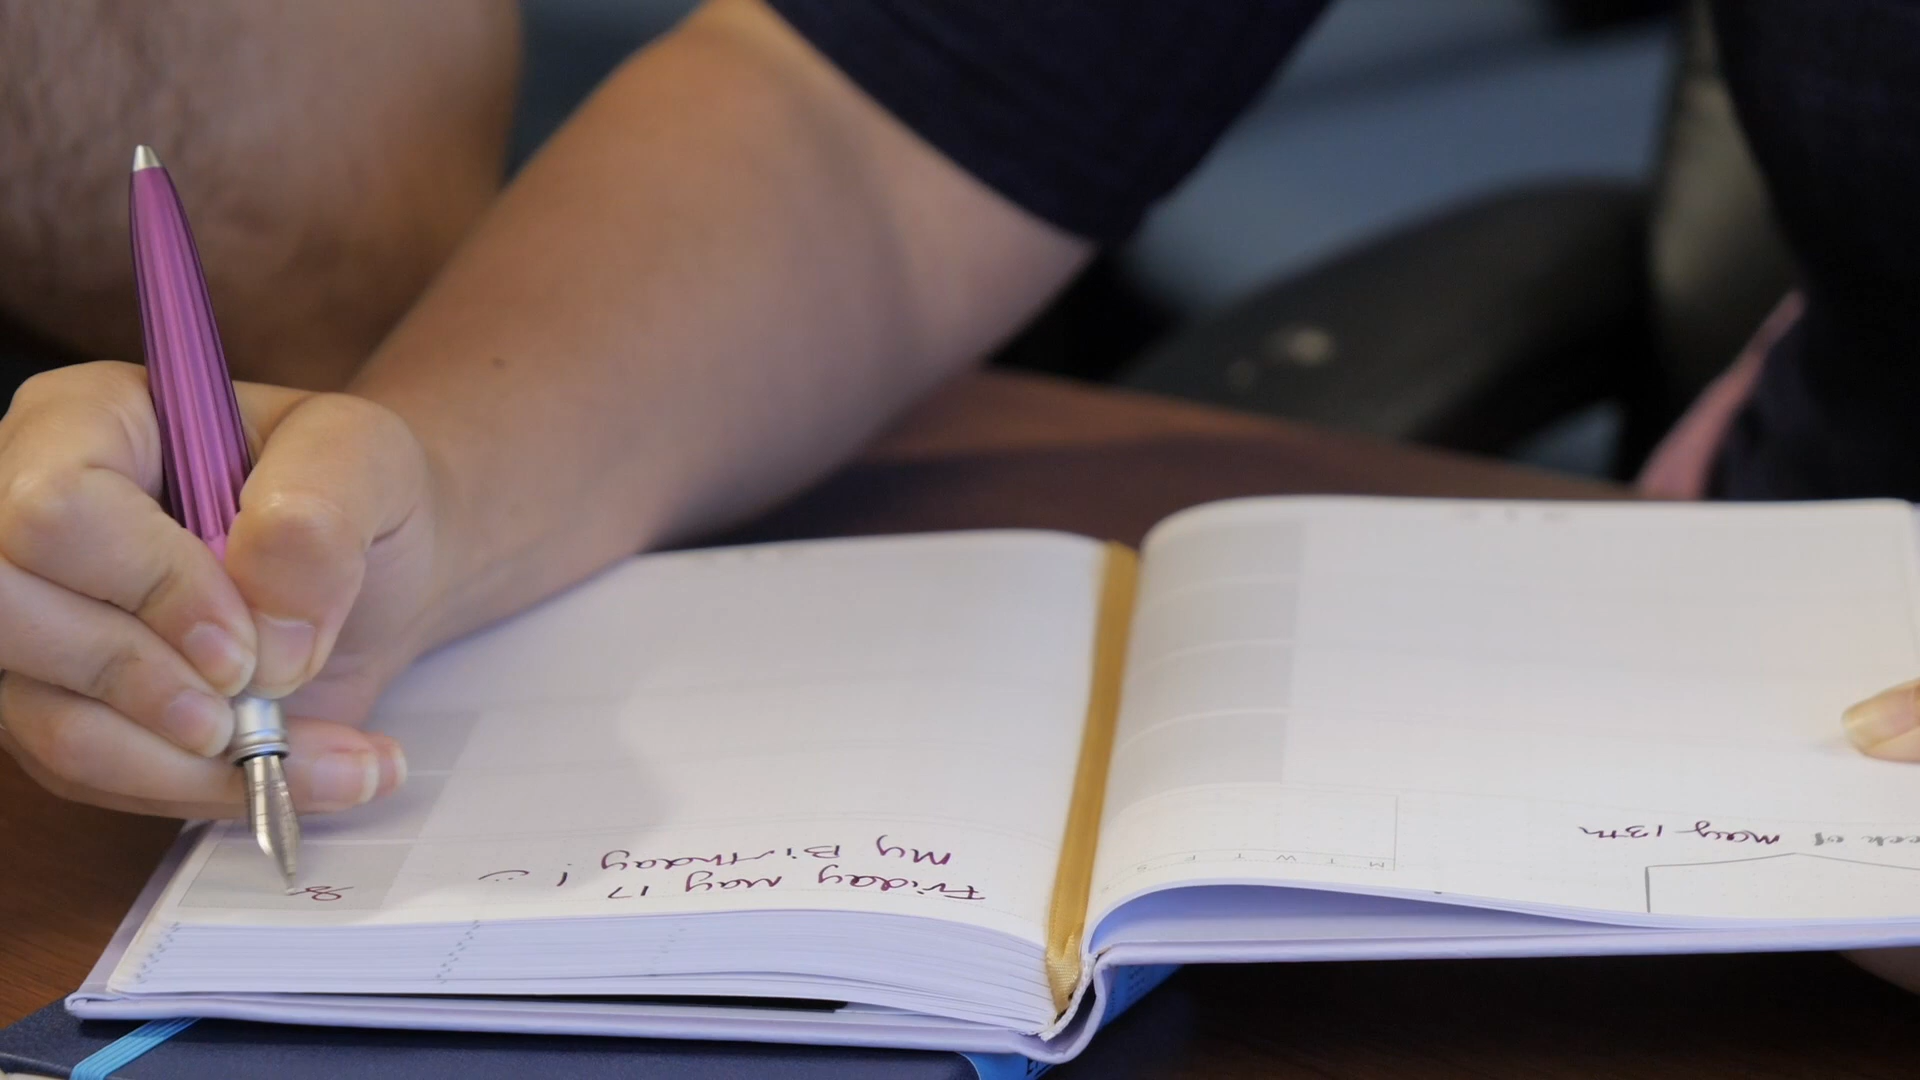 week of May 13th
M T W T F S
Friday May 17
My Birthday! :)